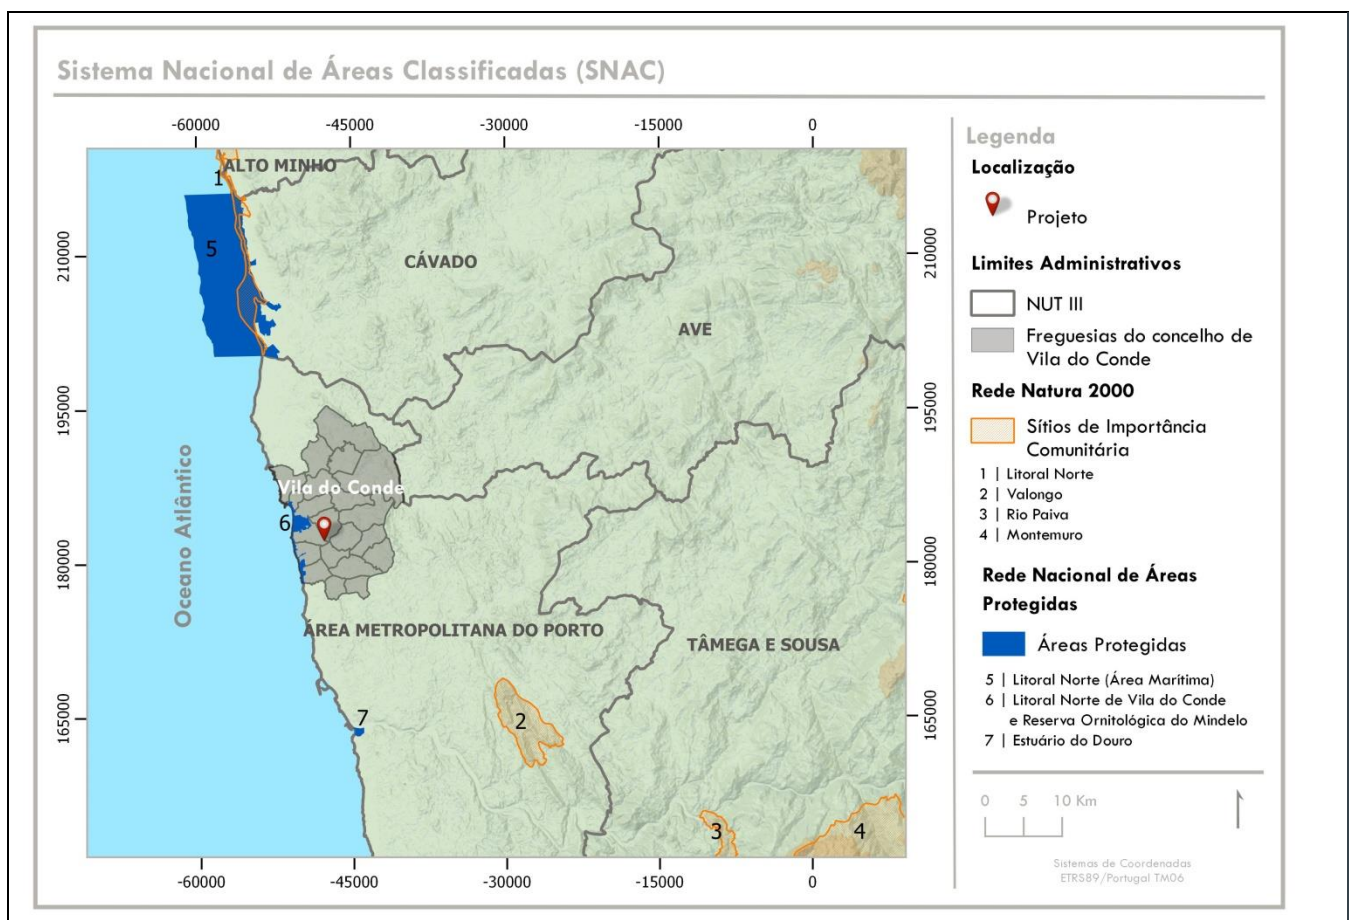 Sistema Nacional de Áreas Classificadas (SNAC)
-60000
-45000
-30000
-15000
0
ALTO MINHO
1
5
CÁVADO
210000
210000
AVE
195000
195000
Vila do Conde
6
Oceano Atlântico
180000
180000
ÁREA METROPOLITANA DO PORTO
TÂMEGA E SOUSA
7
2
165000
165000
3
4
-60000
-45000
-30000
-15000
0
Legenda
Localização
Projeto
Limites Administrativos
NUT III
Freguesias do concelho de
Vila do Conde
Rede Natura 2000
Sítios de Importância
Comunitária
1 | Litoral Norte
2 | Valongo
3 | Rio Paiva
4 | Montemuro
Rede Nacional de Áreas
Protegidas
Áreas Protegidas
5 | Litoral Norte (Área Marítima)
6 | Litoral Norte de Vila do Conde
e Reserva Ornitológica do Mindelo
7 | Estuário do Douro
0 5 10 Km
Sistemas de Coordenadas
ETRS89/Portugal TM06